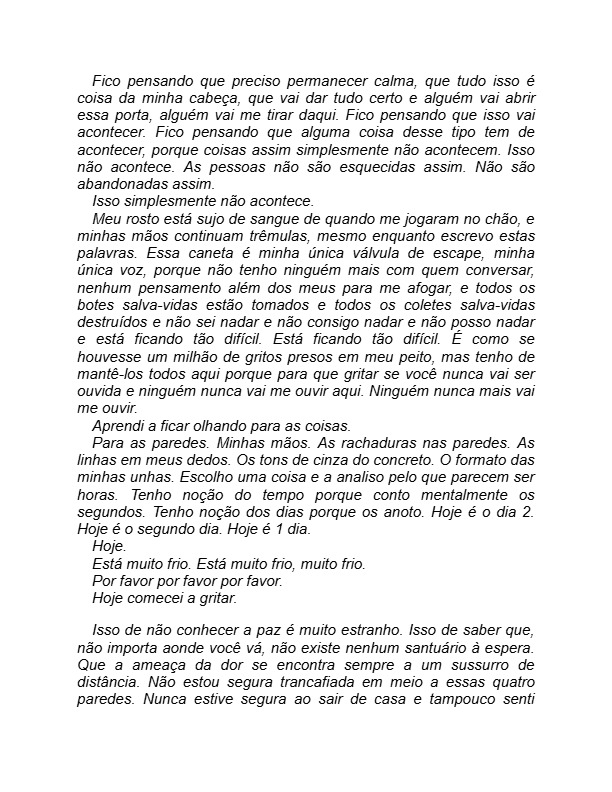 Fico pensando que preciso permanecer calma, que tudo isso é
coisa da minha cabeça, que vai dar tudo certo e alguém vai abrir
essa porta, alguém vai me tirar daqui. Fico pensando que isso vai
acontecer. Fico pensando que alguma coisa desse tipo tem de
acontecer, porque coisas assim simplesmente não acontecem. Isso
não acontece. As pessoas não são esquecidas assim. Não são
abandonadas assim.
Isso simplesmente não acontece.
Meu rosto está sujo de sangue de quando me jogaram no chão, e
minhas mãos continuam trêmulas, mesmo enquanto escrevo estas
palavras. Essa caneta é minha única válvula de escape, minha
única voz, porque não tenho ninguém mais com quem conversar,
nenhum pensamento além dos meus para me afogar, e todos os
botes salva-vidas estão tomados e todos os coletes salva-vidas
destruídos e não sei nadar e não consigo nadar e não posso nadar
e está ficando tão difícil. Está ficando tão difícil. É como se
houvesse um milhão de gritos presos em meu peito, mas tenho de
mantê-los todos aqui porque para que gritar se você nunca vai ser
ouvida e ninguém nunca vai me ouvir aqui. Ninguém nunca mais vai
me ouvir.
Aprendi a ficar olhando para as coisas.
Para as paredes. Minhas mãos. As rachaduras nas paredes. As
linhas em meus dedos. Os tons de cinza do concreto. O formato das
minhas unhas. Escolho uma coisa e a analiso pelo que parecem ser
horas. Tenho noção do tempo porque conto mentalmente os
segundos. Tenho noção dos dias porque os anoto. Hoje é o dia 2.
Hoje é o segundo dia. Hoje é 1 dia.
Hoje.
Está muito frio. Está muito frio, muito frio.
Por favor por favor por favor.
Hoje comecei a gritar.
Isso de não conhecer a paz é muito estranho. Isso de saber que,
não importa aonde você vá, não existe nenhum santuário à espera.
Que a ameaça da dor se encontra sempre a um sussurro de
distância. Não estou segura trancafiada em meio a essas quatro
paredes. Nunca estive segura ao sair de casa e tampouco senti